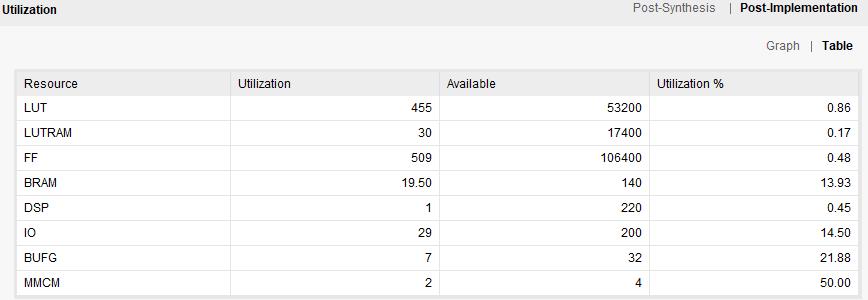 Utilization Post-Synthesis | Post-Implementation
Graph | Table
Resource Utilization Available Utilization %
LUT 455 53200 0.86
LUTRAM 30 17400 0.17
FF 509 106400 0.48
BRAM 19.50 140 13.93
DSP 1 220 0.45
IO 29 200 14.50
BUFG 7 32 21.88
MMCM 2 4 50.00